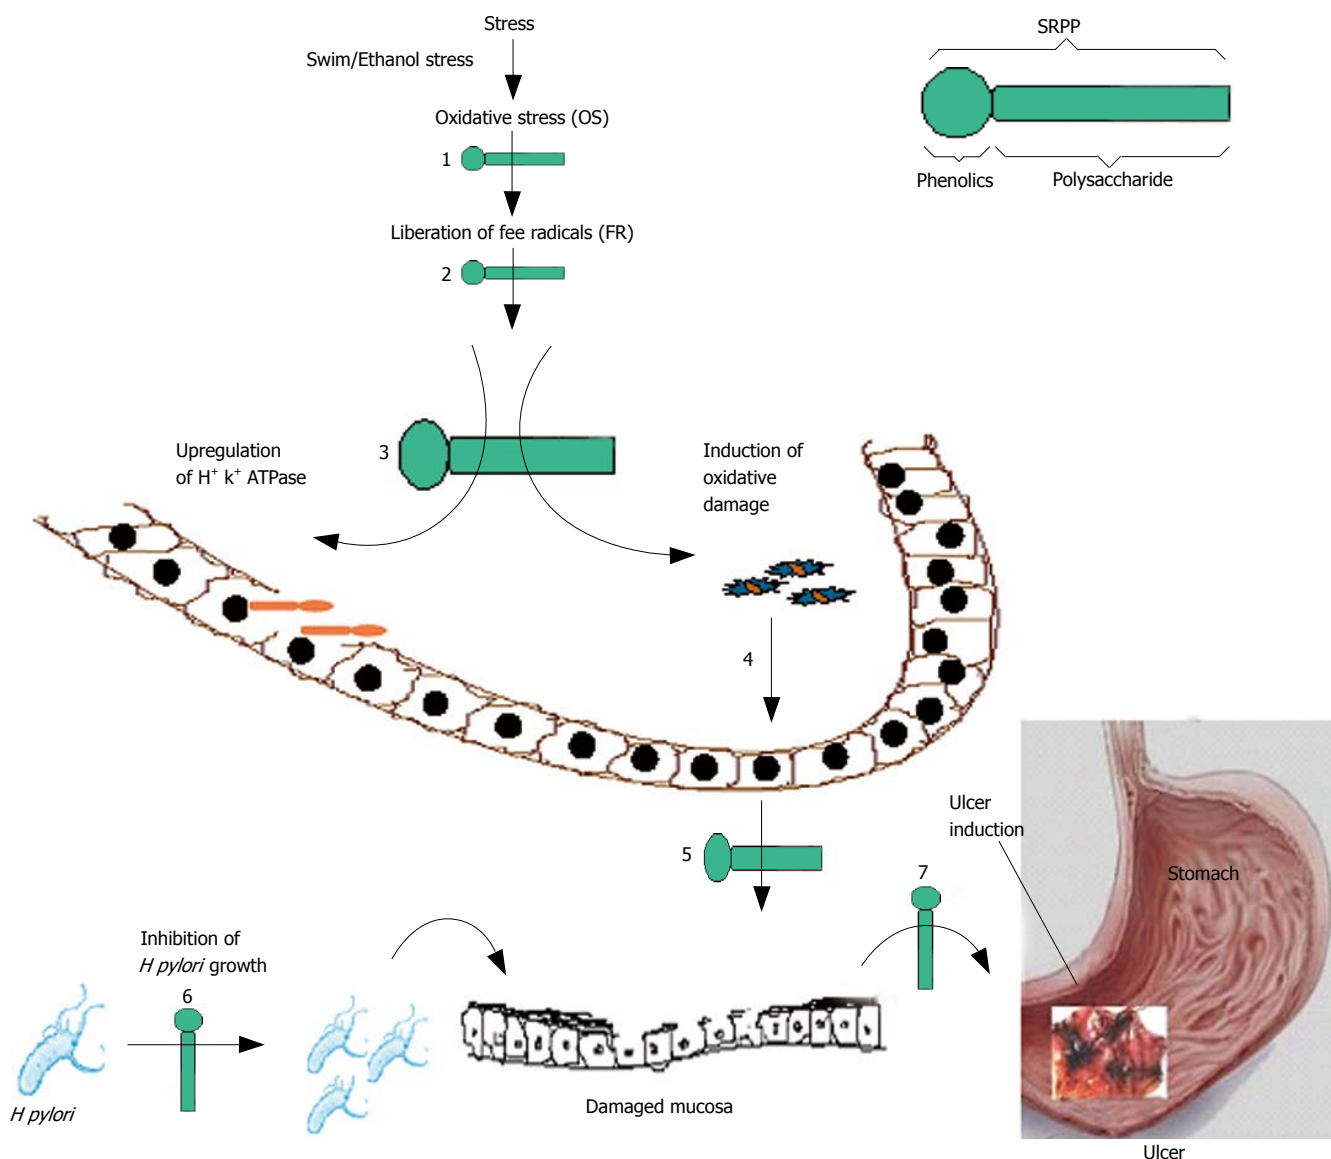 Stress
Swim/Ethanol stress
Oxidative stress (OS)
1
Liberation of fee radicals (FR)
2
SRPP
Phenolics
Polysaccharide
Upregulation
of H⁺ k⁺ ATPase
3
Induction of
oxidative
damage
4
5
Ulcer
induction
7
Stomach
Inhibition of
H pylori growth
6
H pylori
Damaged mucosa
Ulcer